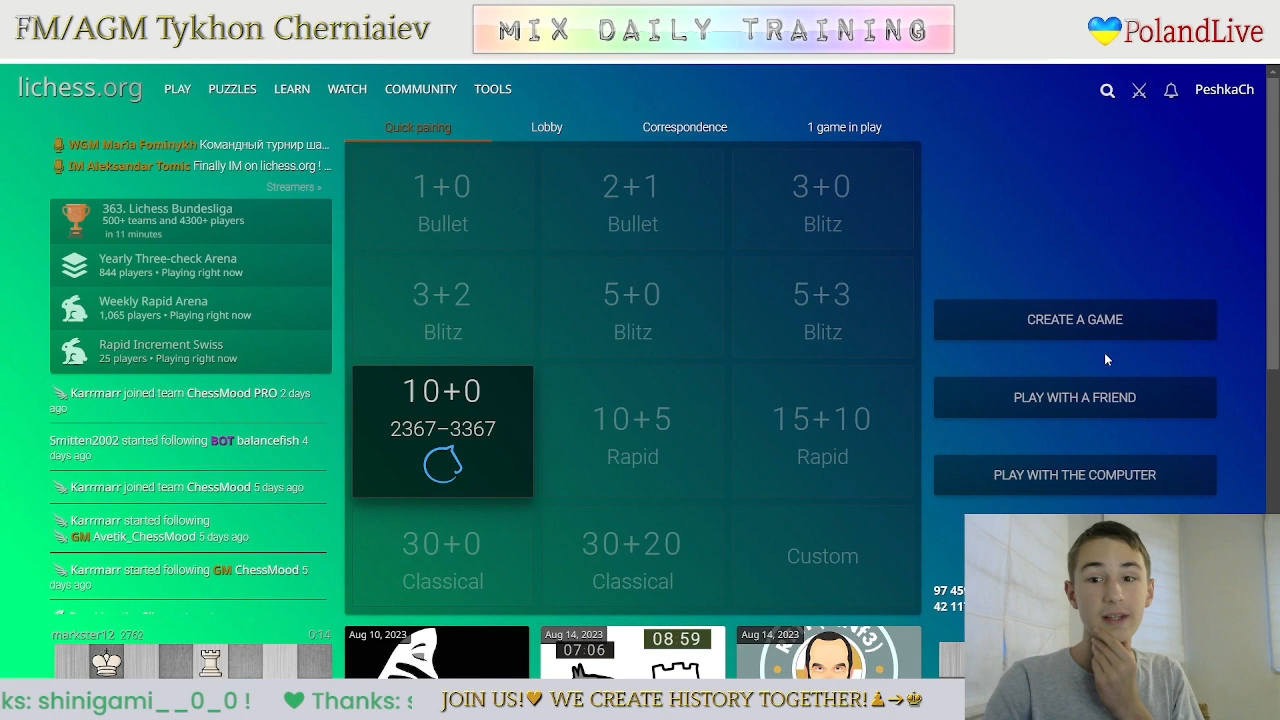 FM/AGM Tykhon Cherniaiev
MIX DAILY TRAINING
PolandLive
lichess.org
PLAY
PUZZLES
LEARN
WATCH
COMMUNITY
TOOLS
PeshkaCh
WGM Maria Fominykh Командный турнир ша...
IM Aleksandar Tomic Finally IM on lichess.org ! ...
Streamers »
363. Lichess Bundesliga
500+ teams and 4300+ players
in 11 minutes
Yearly Three-check Arena
844 players • Playing right now
Weekly Rapid Arena
1,065 players • Playing right now
Rapid Increment Swiss
25 players • Playing right now
Karrmarr joined team ChessMood PRO 2 days
ago
Smitten2002 started following BOT balancefish 4
days ago
Karrmarr joined team ChessMood 5 days ago
Karrmarr started following
GM Avetik_ChessMood 5 days ago
Karrmarr started following GM ChessMood 5
days ago
markster12 2762
0:14
Quick pairing
Lobby
Correspondence
1 game in play
1+0
Bullet
2+1
Bullet
3+0
Blitz
3+2
Blitz
5+0
Blitz
5+3
Blitz
10+0
2367–3367
10+5
Rapid
15+10
Rapid
30+0
Classical
30+20
Classical
Custom
CREATE A GAME
PLAY WITH A FRIEND
PLAY WITH THE COMPUTER
97 45
42 11
Aug 10, 2023
Aug 14, 2023
07:06
08 59
Aug 14, 2023
ks: shinigami__0_0 !
Thanks: s
JOIN US! WE CREATE HISTORY TOGETHER!